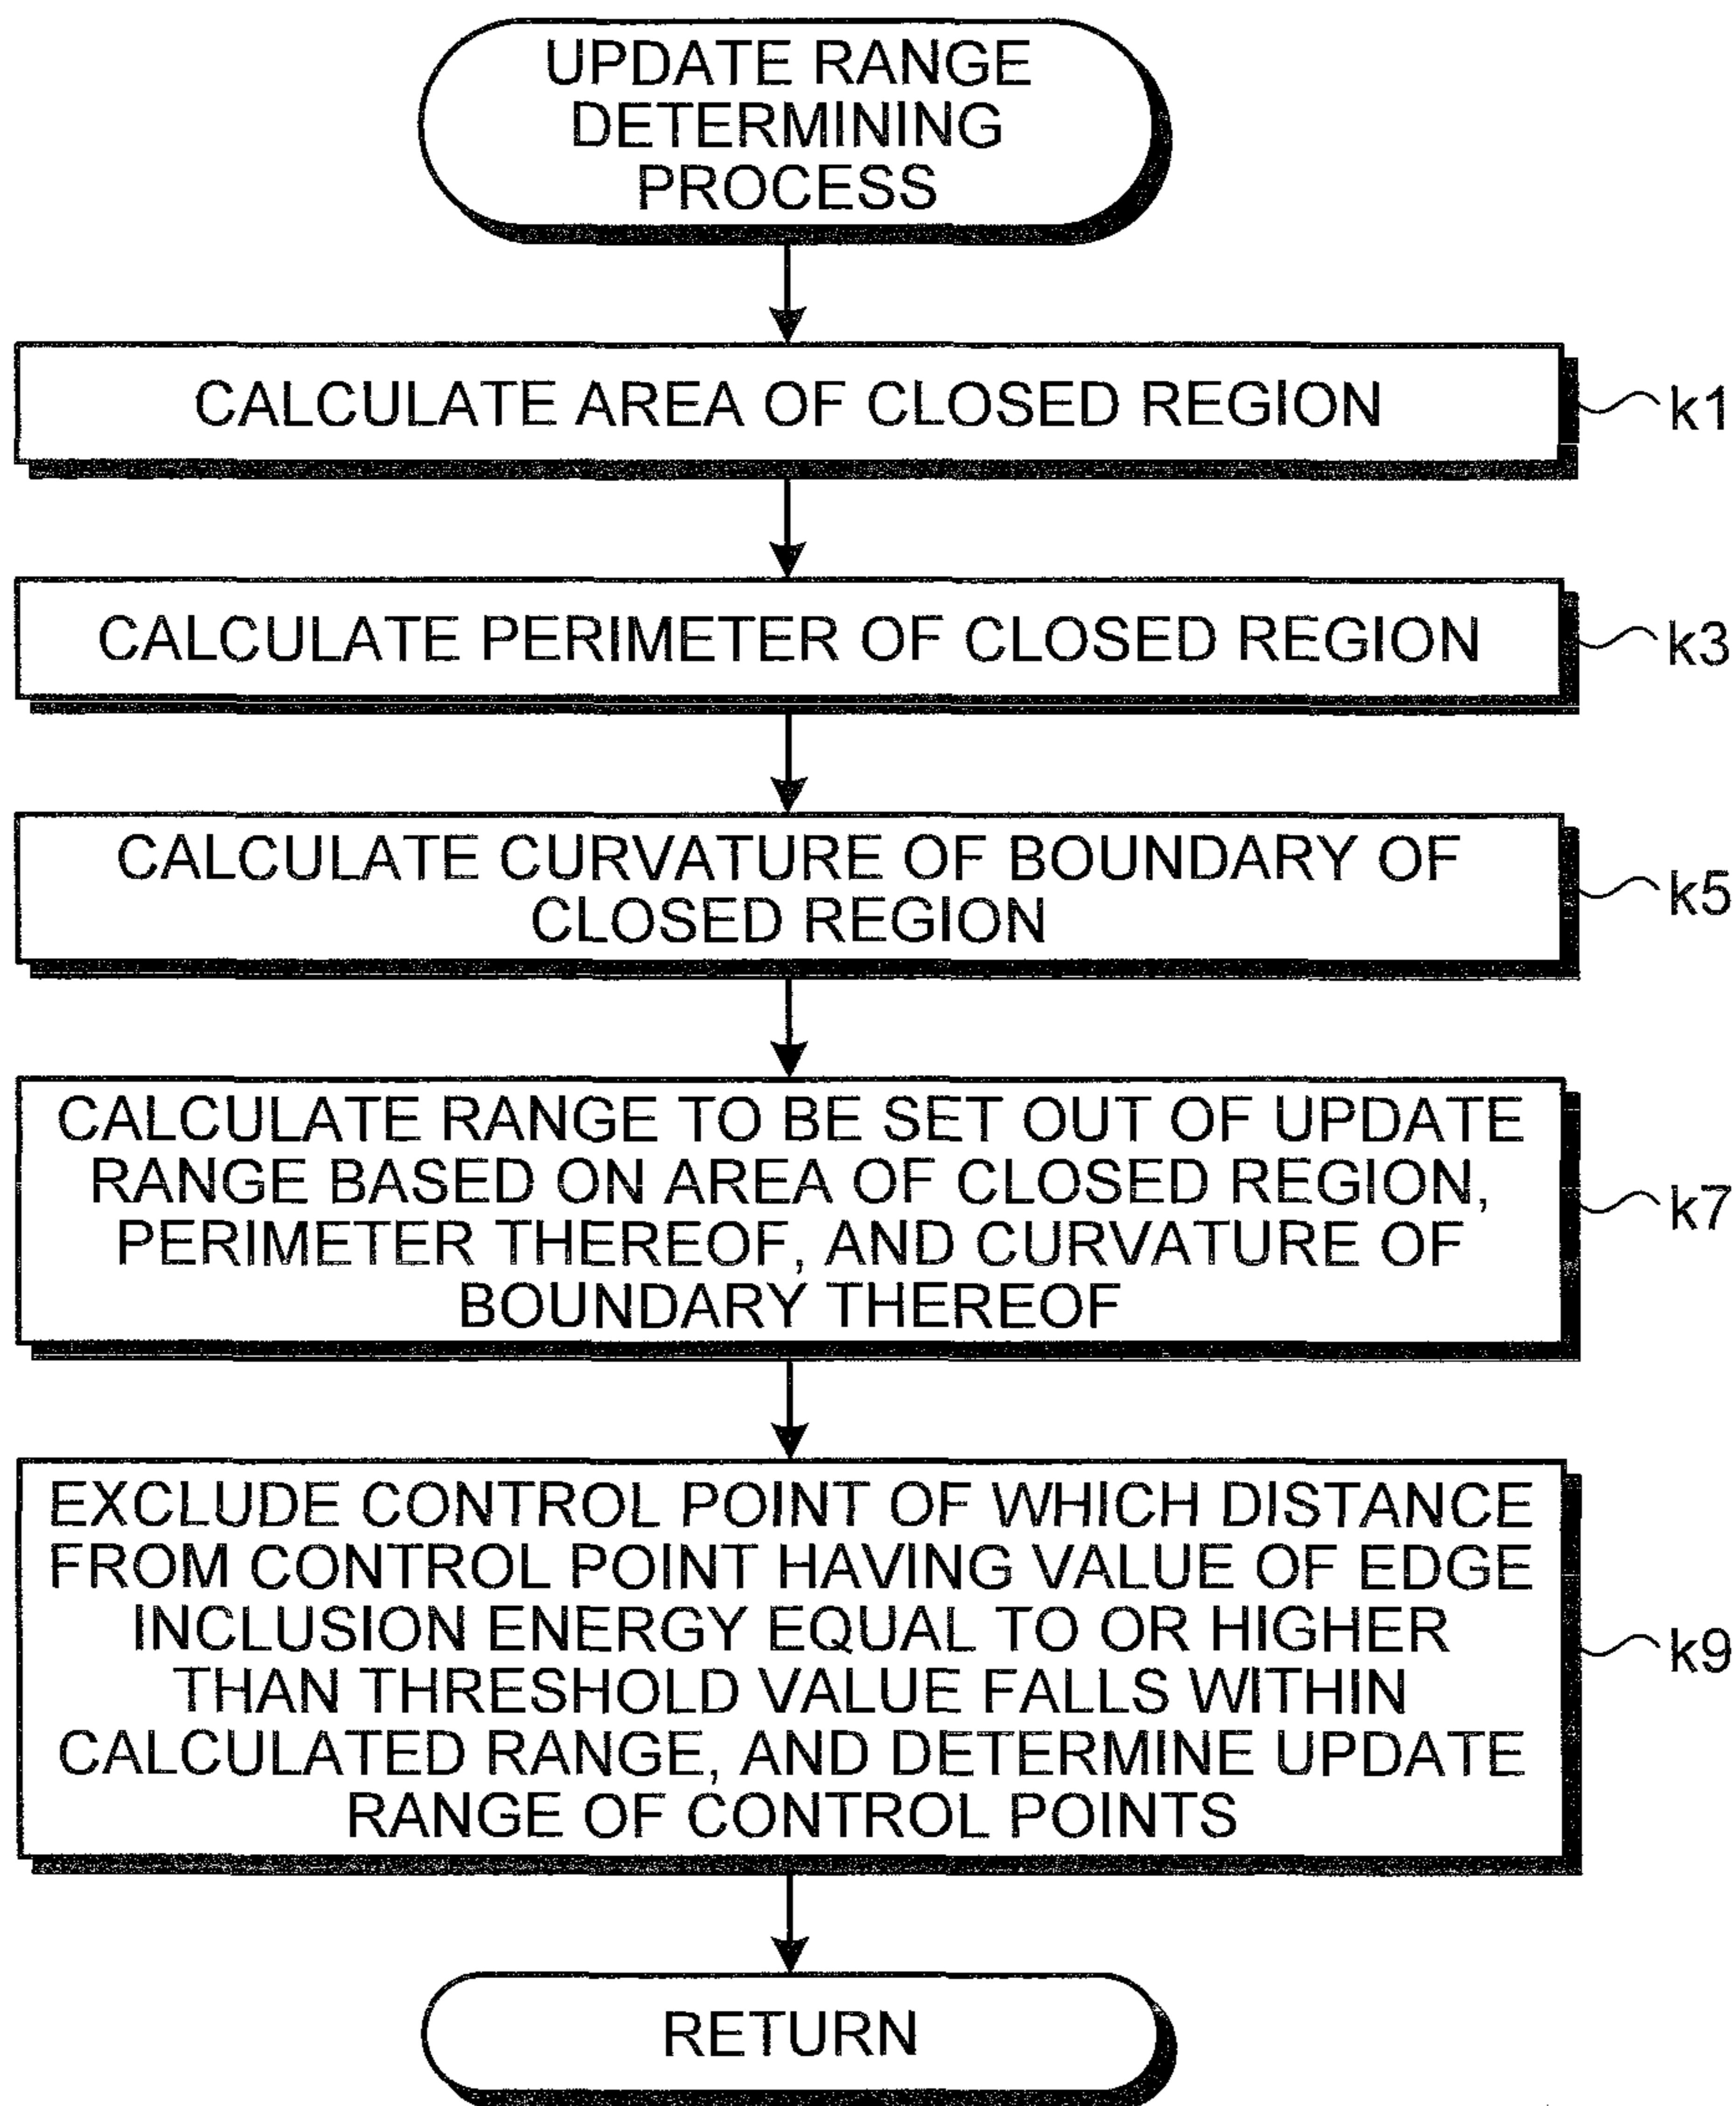 UPDATE RANGE
DETERMINING
PROCESS
CALCULATE AREA OF CLOSED REGION
k1
CALCULATE PERIMETER OF CLOSED REGION
k3
CALCULATE CURVATURE OF BOUNDARY OF
CLOSED REGION
k5
CALCULATE RANGE TO BE SET OUT OF UPDATE
RANGE BASED ON AREA OF CLOSED REGION,
PERIMETER THEREOF, AND CURVATURE OF
BOUNDARY THEREOF
k7
EXCLUDE CONTROL POINT OF WHICH DISTANCE
FROM CONTROL POINT HAVING VALUE OF EDGE
INCLUSION ENERGY EQUAL TO OR HIGHER
THAN THRESHOLD VALUE FALLS WITHIN
CALCULATED RANGE, AND DETERMINE UPDATE
RANGE OF CONTROL POINTS
k9
RETURN